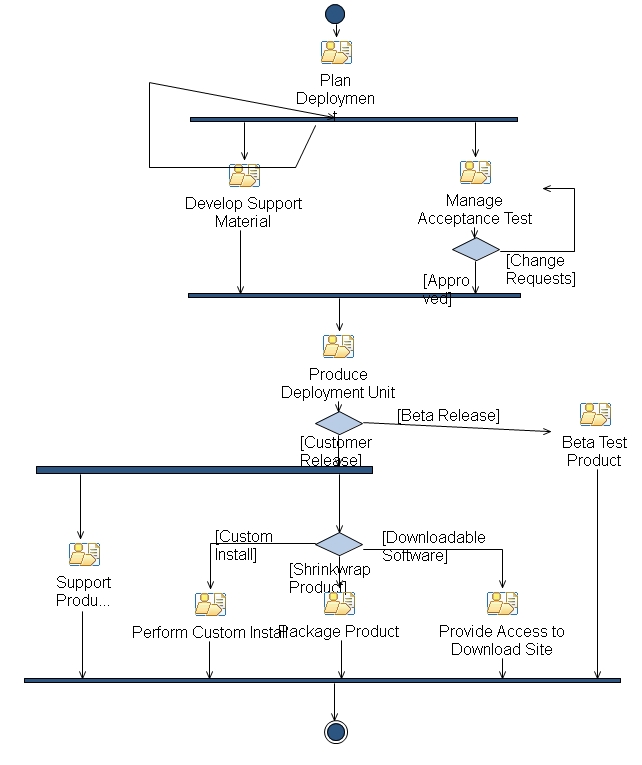 Plan
Deploymen
t
Develop Support
Material
Manage
Acceptance Test
[Change
Requests]
[Appro
ved]
Produce
Deployment Unit
[Beta Release]
[Customer
Release]
Beta Test
Product
[Custom
Install]
[Downloadable
Software]
[Shrinkwrap
Product]
Support
Produ...
Perform Custom Install
Package Product
Provide Access to
Download Site